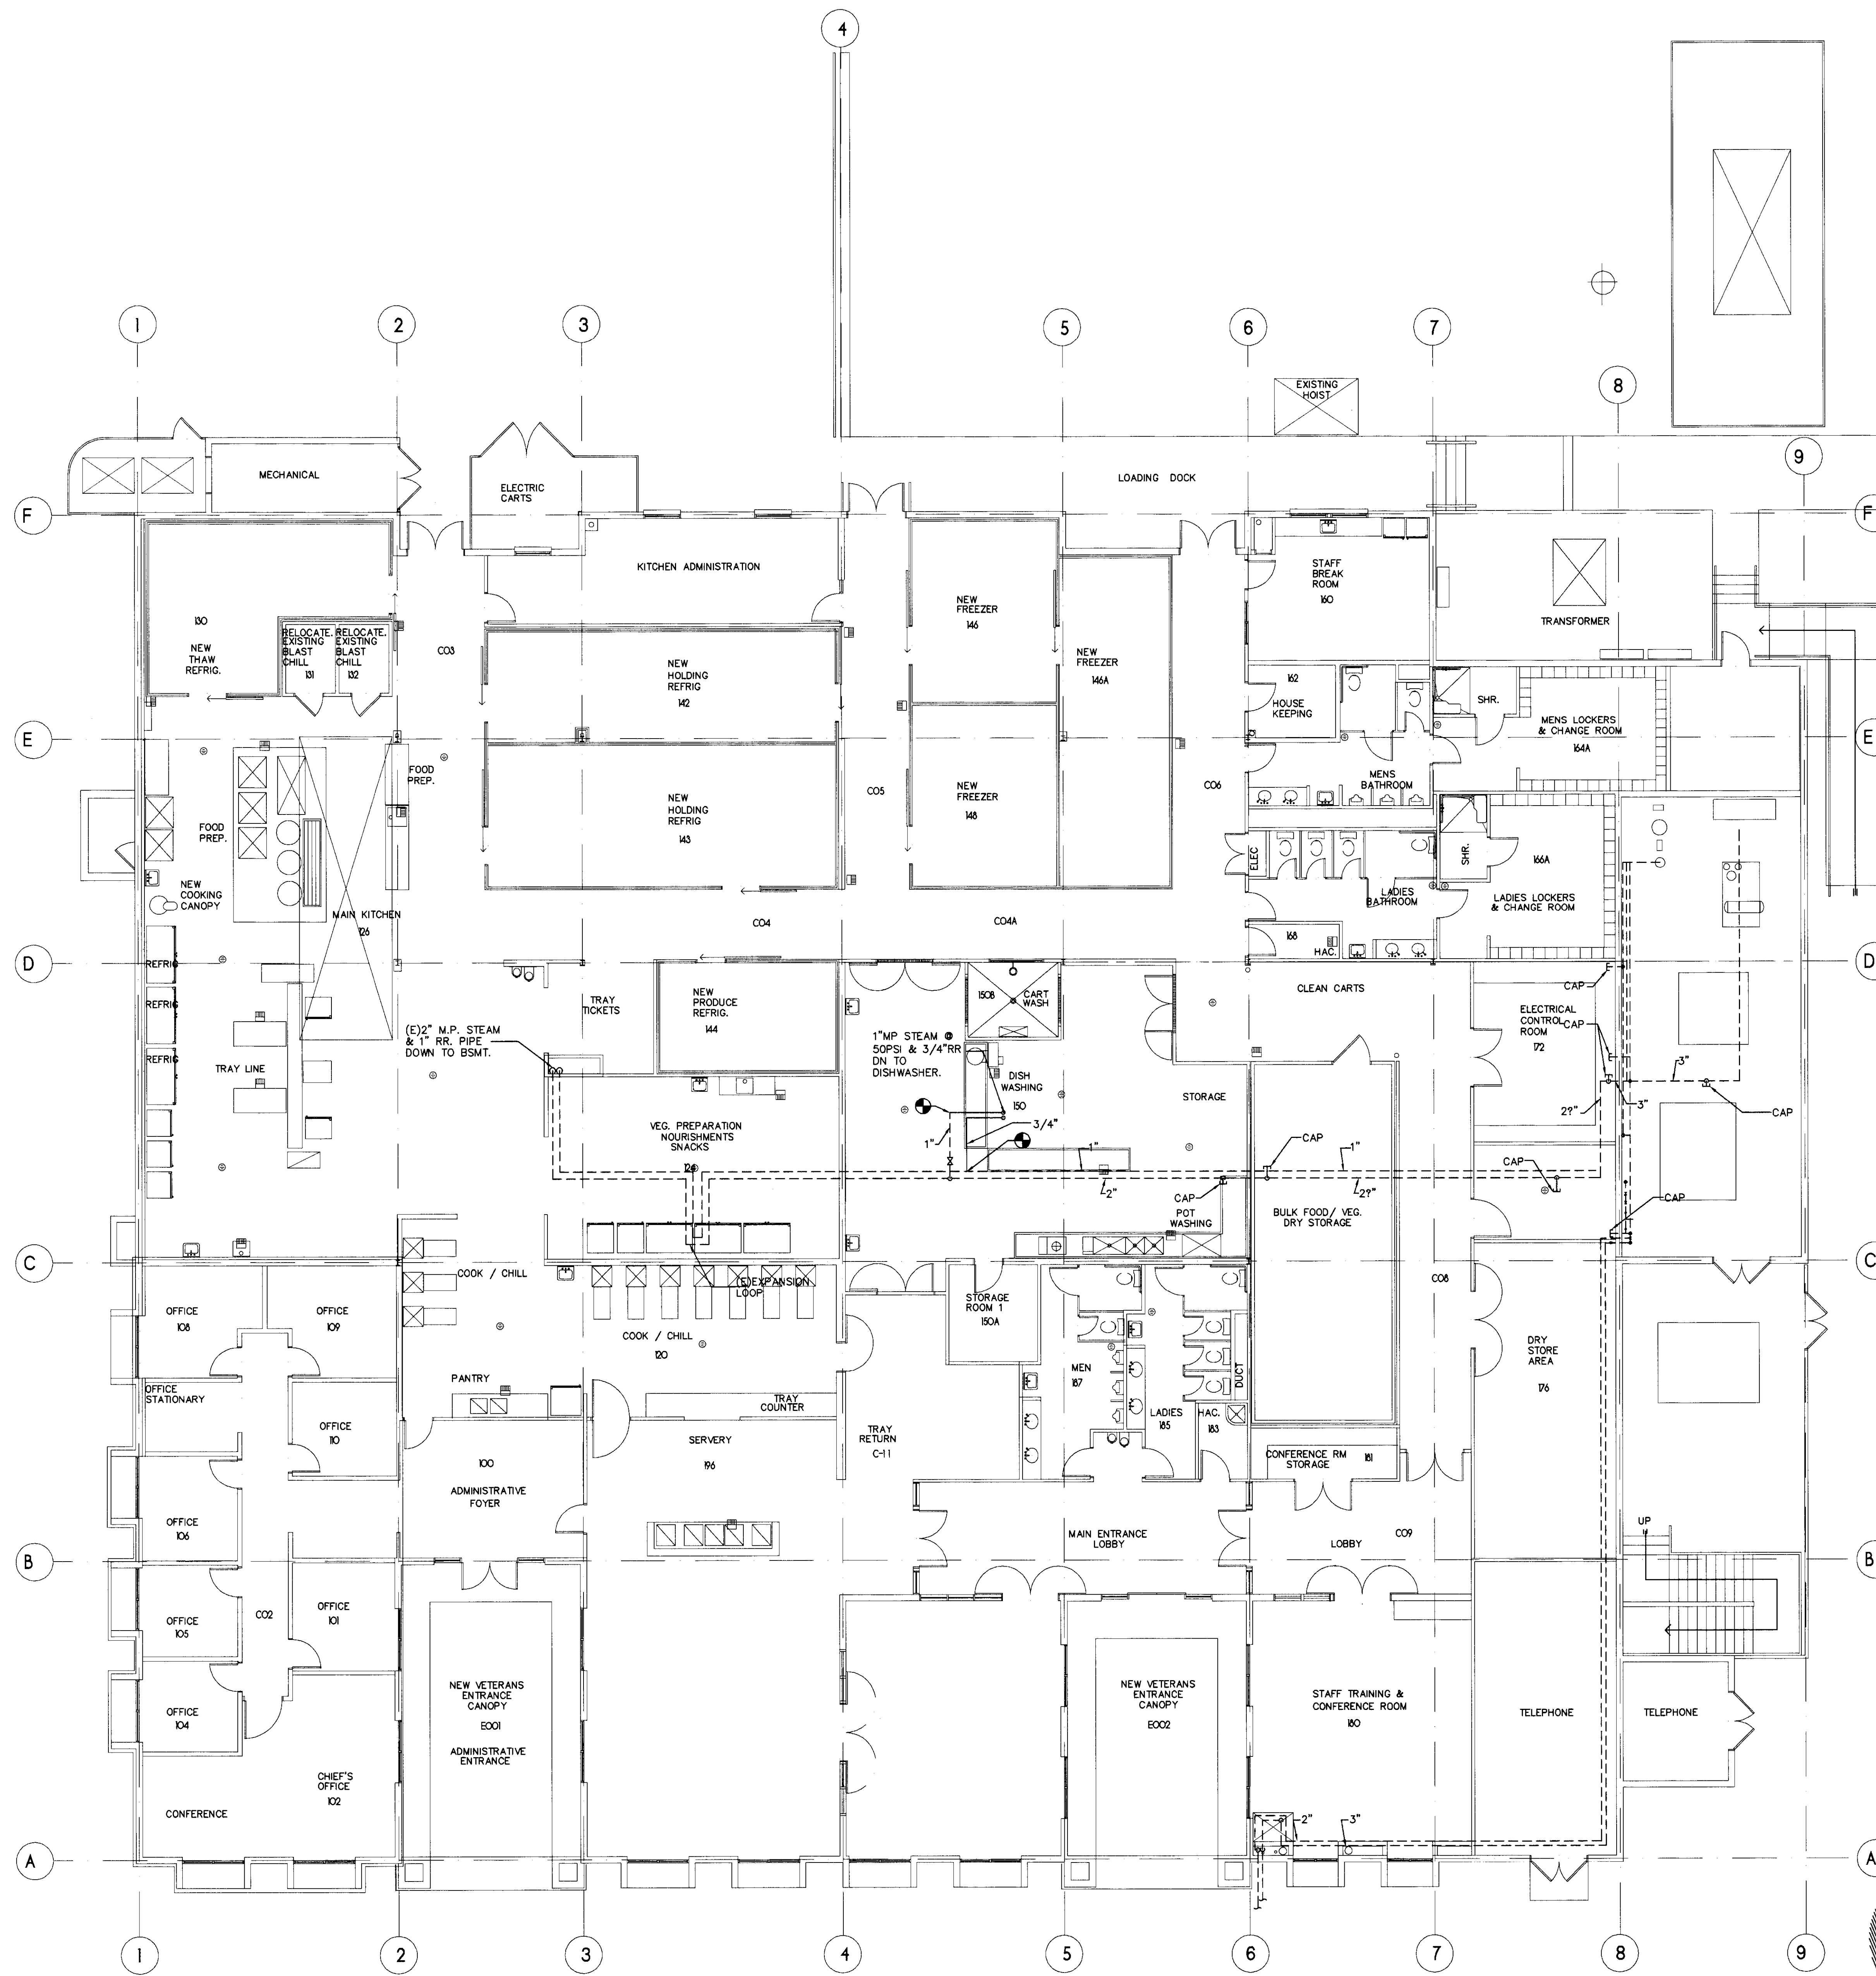 4
1
2
3
5
6
7
8
9
EXISTING
HOIST
MECHANICAL
ELECTRIC
CARTS
LOADING DOCK
F
F
KITCHEN ADMINISTRATION
STAFF
BREAK
ROOM
160
TRANSFORMER
130
NEW
THAW
REFRIG.
RELOCATE.
EXISTING
BLAST
CHILL
131
RELOCATE.
EXISTING
BLAST
CHILL
132
CO3
NEW
HOLDING
REFRIG
142
NEW
FREEZER
146
NEW
FREEZER
146A
162
HOUSE
KEEPING
SHR.
MENS LOCKERS
& CHANGE ROOM
164A
E
E
FOOD
PREP.
FOOD
PREP.
NEW
HOLDING
REFRIG
143
CO5
NEW
FREEZER
148
CO6
MENS
BATHROOM
ELEC
SHR.
166A
LADIES LOCKERS
& CHANGE ROOM
LADIES
BATHROOM
NEW
COOKING
CANOPY
MAIN KITCHEN
126
CO4
CO4A
168
HAC.
D
D
REFRIG
REFRIG
REFRIG
TRAY LINE
(E)2" M.P. STEAM
& 1" RR. PIPE
DOWN TO BSMT.
TRAY
TICKETS
NEW
PRODUCE
REFRIG.
144
1"MP STEAM @
50PSI & 3/4"RR
DN TO
DISHWASHER.
150B
CART
WASH
CLEAN CARTS
CAP
ELECTRICAL
CONTROL
ROOM
172
CAP
3"
3"
2?"
CAP
DISH
WASHING
150
STORAGE
VEG. PREPARATION
NOURISHMENTS
SNACKS
124
1"
3/4"
1"
CAP
1"
CAP
2"
2?"
CAP
CAP
POT
WASHING
BULK FOOD/ VEG.
DRY STORAGE
C
C
COOK / CHILL
(E)EXPANSION
LOOP
CO8
OFFICE
108
OFFICE
109
STORAGE
ROOM 1
150A
COOK / CHILL
120
DRY
STORE
AREA
176
MEN
187
DUCT
PANTRY
OFFICE
STATIONARY
TRAY
COUNTER
OFFICE
110
TRAY
RETURN
C-11
LADIES
185
HAC.
183
SERVERY
196
CONFERENCE RM
STORAGE
181
100
ADMINISTRATIVE
FOYER
OFFICE
106
MAIN ENTRANCE
LOBBY
LOBBY
CO9
UP
B
B
OFFICE
105
CO2
OFFICE
101
NEW VETERANS
ENTRANCE
CANOPY
E001
ADMINISTRATIVE
ENTRANCE
NEW VETERANS
ENTRANCE
CANOPY
E002
STAFF TRAINING &
CONFERENCE ROOM
180
TELEPHONE
TELEPHONE
OFFICE
104
CHIEF'S
OFFICE
102
CONFERENCE
2"
3"
A
A
1
2
3
4
5
6
7
8
9